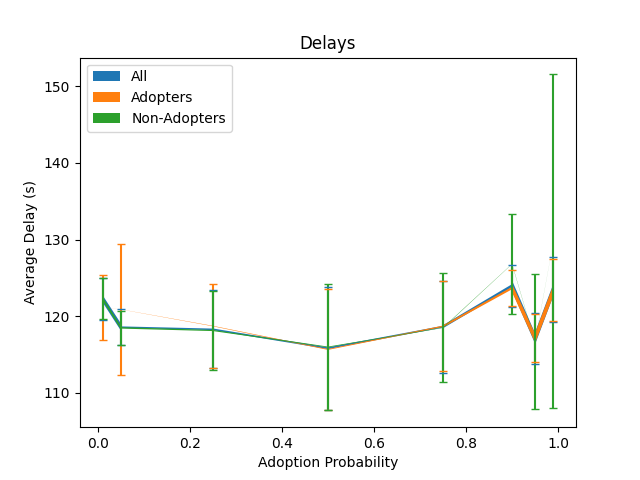 Delays
All
Adopters
Non-Adopters
Average Delay (s)
150
140
130
120
110
0.0 0.2 0.4 0.6 0.8 1.0
Adoption Probability